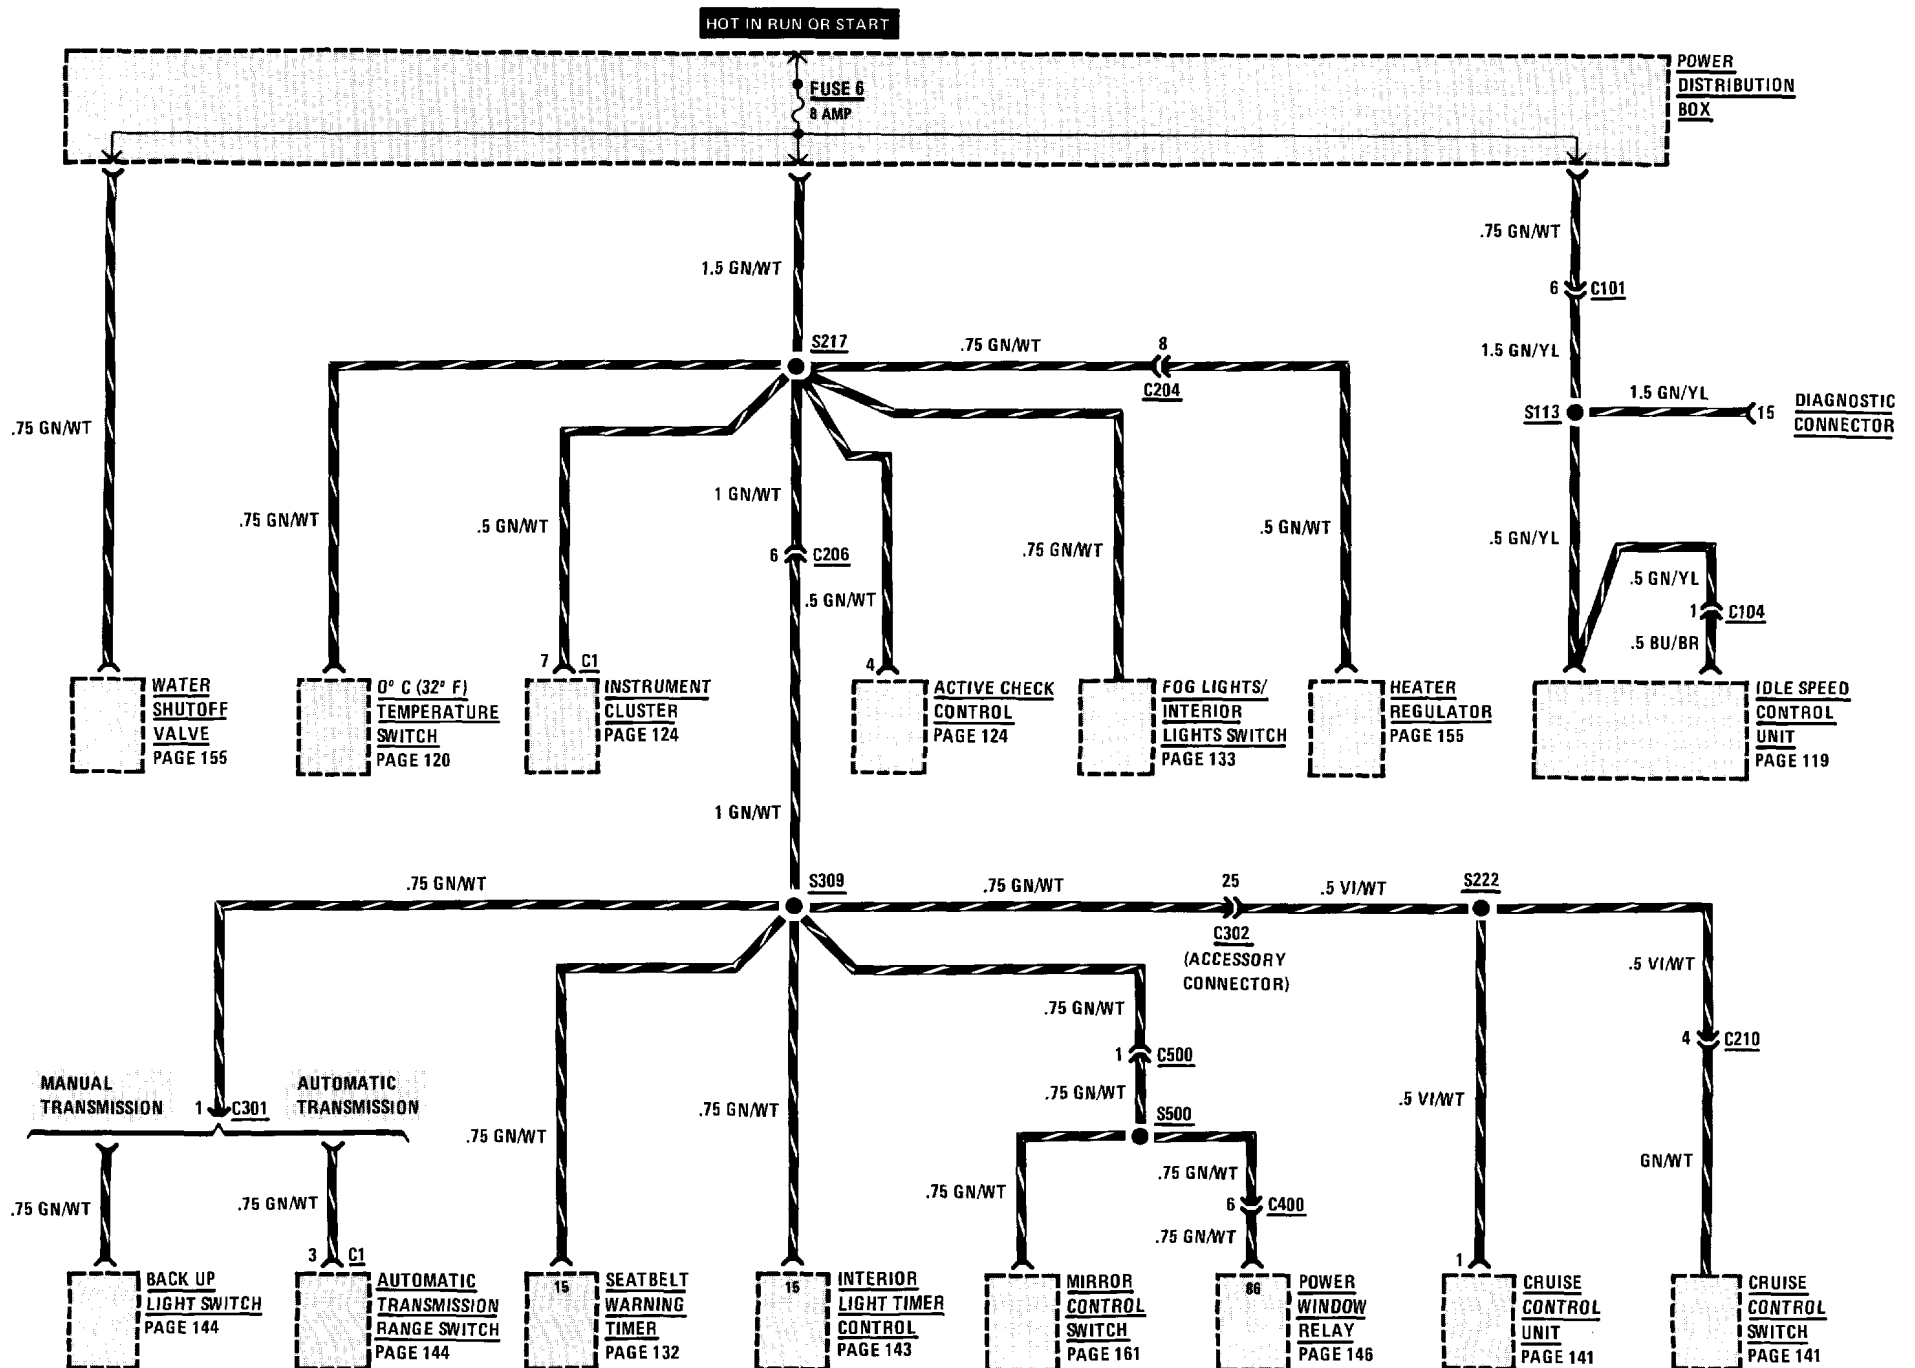 HOT IN RUN OR START
POWER
DISTRIBUTION
BOX
FUSE 6
8 AMP
.75 GN/WT
1.5 GN/WT
6 C101
S217
.75 GN/WT
8
C204
1.5 GN/YL
1.5 GN/YL
S113
15
DIAGNOSTIC
CONNECTOR
.75 GN/WT
.75 GN/WT
.5 GN/WT
1 GN/WT
6 C206
.5 GN/WT
.75 GN/WT
.5 GN/WT
.5 GN/YL
.5 GN/YL
1 C104
.5 BU/BR
7 C1
4
WATER
SHUTOFF
VALVE
PAGE 155
0° C (32° F)
TEMPERATURE
SWITCH
PAGE 120
INSTRUMENT
CLUSTER
PAGE 124
ACTIVE CHECK
CONTROL
PAGE 124
FOG LIGHTS/
INTERIOR
LIGHTS SWITCH
PAGE 133
HEATER
REGULATOR
PAGE 155
IDLE SPEED
CONTROL
UNIT
PAGE 119
1 GN/WT
.75 GN/WT
S309
.75 GN/WT
25
C302
(ACCESSORY
CONNECTOR)
.5 VI/WT
S222
.5 VI/WT
4 C210
.75 GN/WT
1 C500
.75 GN/WT
S500
MANUAL
TRANSMISSION
1 C301
AUTOMATIC
TRANSMISSION
.75 GN/WT
.75 GN/WT
.5 VI/WT
GN/WT
.75 GN/WT
.75 GN/WT
.75 GN/WT
.75 GN/WT
6 C400
.75 GN/WT
3 C1
1
BACK UP
LIGHT SWITCH
PAGE 144
AUTOMATIC
TRANSMISSION
RANGE SWITCH
PAGE 144
15
SEATBELT
WARNING
TIMER
PAGE 132
15
INTERIOR
LIGHT TIMER
CONTROL
PAGE 143
MIRROR
CONTROL
SWITCH
PAGE 161
86
POWER
WINDOW
RELAY
PAGE 146
CRUISE
CONTROL
UNIT
PAGE 141
CRUISE
CONTROL
SWITCH
PAGE 141